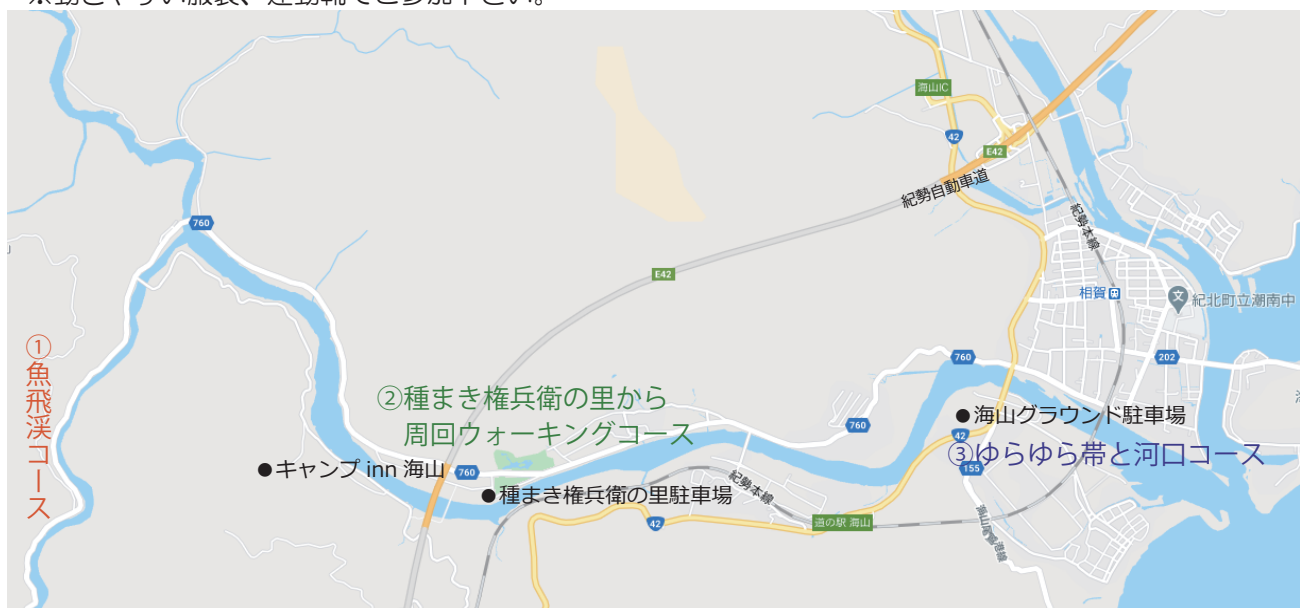 ※動きやすい服装、運動靴でご参加下さい。
海山IC
42
E42
紀勢自動車道
紀勢本線
760
E42
相賀
文
紀北町立潮南中
①魚飛渓コース
760
202
②種まき権兵衛の里から
周回ウォーキングコース
●海山グラウンド駐車場
760
42
③ゆらゆら帯と河口コース
●キャンプ inn 海山
760
155
●種まき権兵衛の里駐車場
紀勢本線
42
道の駅 海山